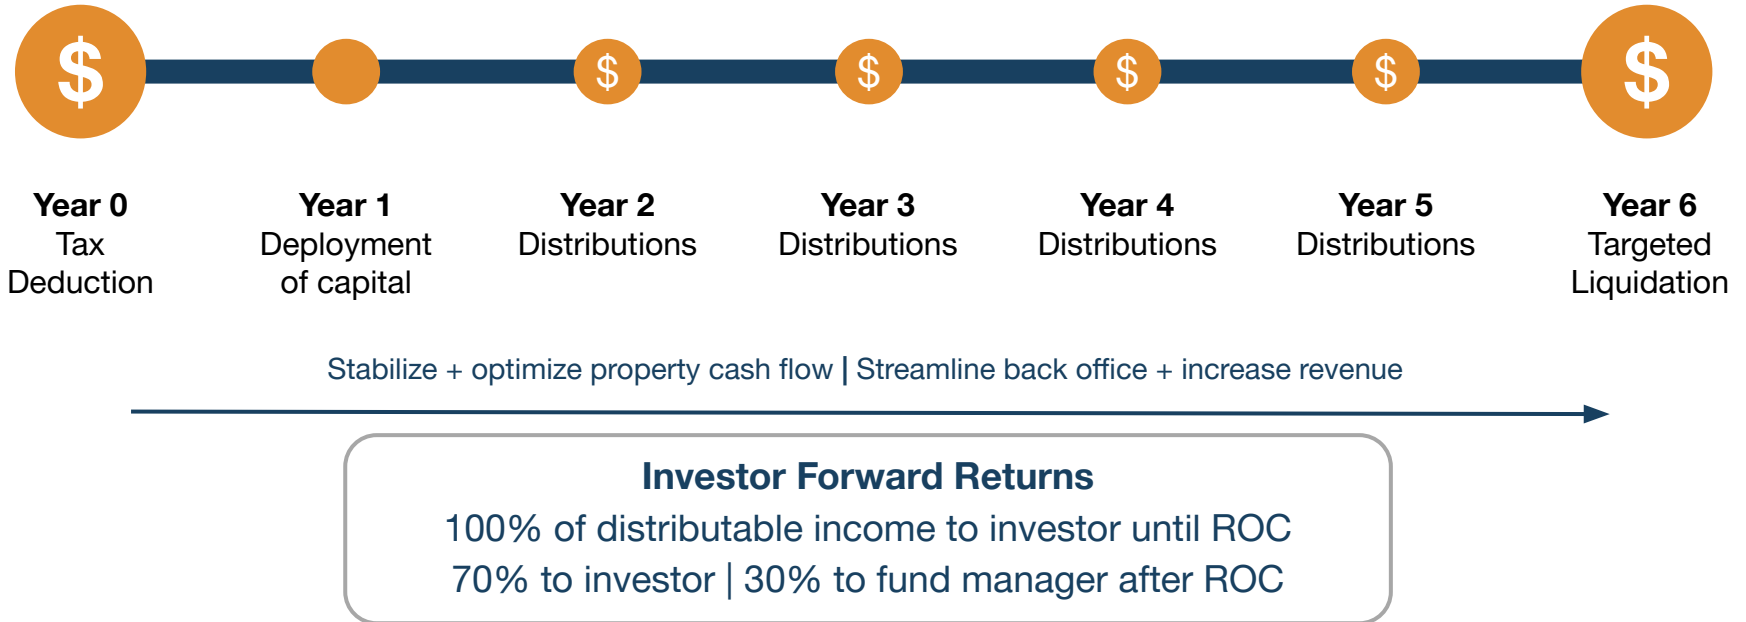 $ $ $ $ $ $
Year 0 Year 1 Year 2 Year 3 Year 4 Year 5 Year 6
Tax Deployment Distributions Distributions Distributions Distributions Targeted
Deduction of capital Liquidation
Stabilize + optimize property cash flow | Streamline back office + increase revenue
Investor Forward Returns
100% of distributable income to investor until ROC
70% to investor | 30% to fund manager after ROC